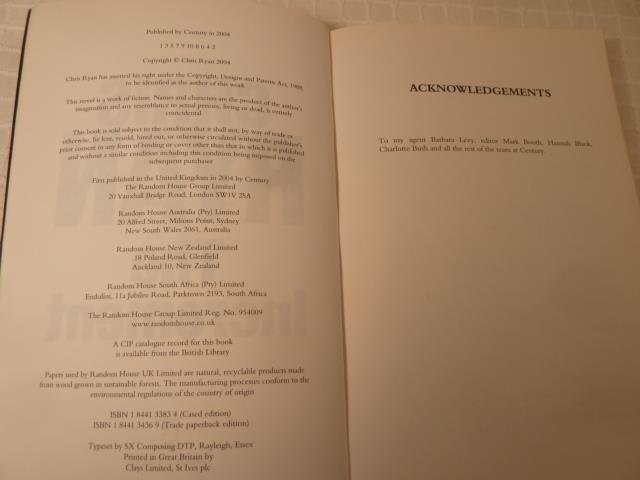 Published by Century in 2004
1 3 5 7 9 10 8 6 4 2
Copyright © Chris Ryan 2004
Chris Ryan has asserted his right under the Copyright, Designs and Patents Act, 1988,
to be identified as the author of this work
This novel is a work of fiction. Names and characters are the product of the author's
imagination and any resemblance to actual persons, living or dead, is entirely
coincidental
This book is sold subject to the condition that it shall not, by way of trade or
otherwise, be lent, resold, hired out, or otherwise circulated without the publisher's
prior consent in any form of binding or cover other than that in which it is published
and without a similar condition including this condition being imposed on the
subsequent purchaser
First published in the United Kingdom in 2004 by Century
The Random House Group Limited
20 Vauxhall Bridge Road, London SW1V 2SA
Random House Australia (Pty) Limited
20 Alfred Street, Milsons Point, Sydney
New South Wales 2061, Australia
Random House New Zealand Limited
18 Poland Road, Glenfield
Auckland 10, New Zealand
Random House South Africa (Pty) Limited
Endulini, 11a Jubilee Road, Parktown 2193, South Africa
The Random House Group Limited Reg. No. 954009
www.randomhouse.co.uk
A CIP catalogue record for this book
is available from the British Library
Papers used by Random House UK Limited are natural, recyclable products made
from wood grown in sustainable forests. The manufacturing processes conform to the
environmental regulations of the country of origin
ISBN 1 8441 3383 4 (Cased edition)
ISBN 1 8441 3436 9 (Trade paperback edition)
Typeset by SX Composing DTP, Rayleigh, Essex
Printed in Great Britain by
Clays Limited, St Ives plc
ACKNOWLEDGEMENTS
To my agent Barbara Levy, editor Mark Booth, Hannah Black,
Charlotte Bush and all the rest of the team at Century.